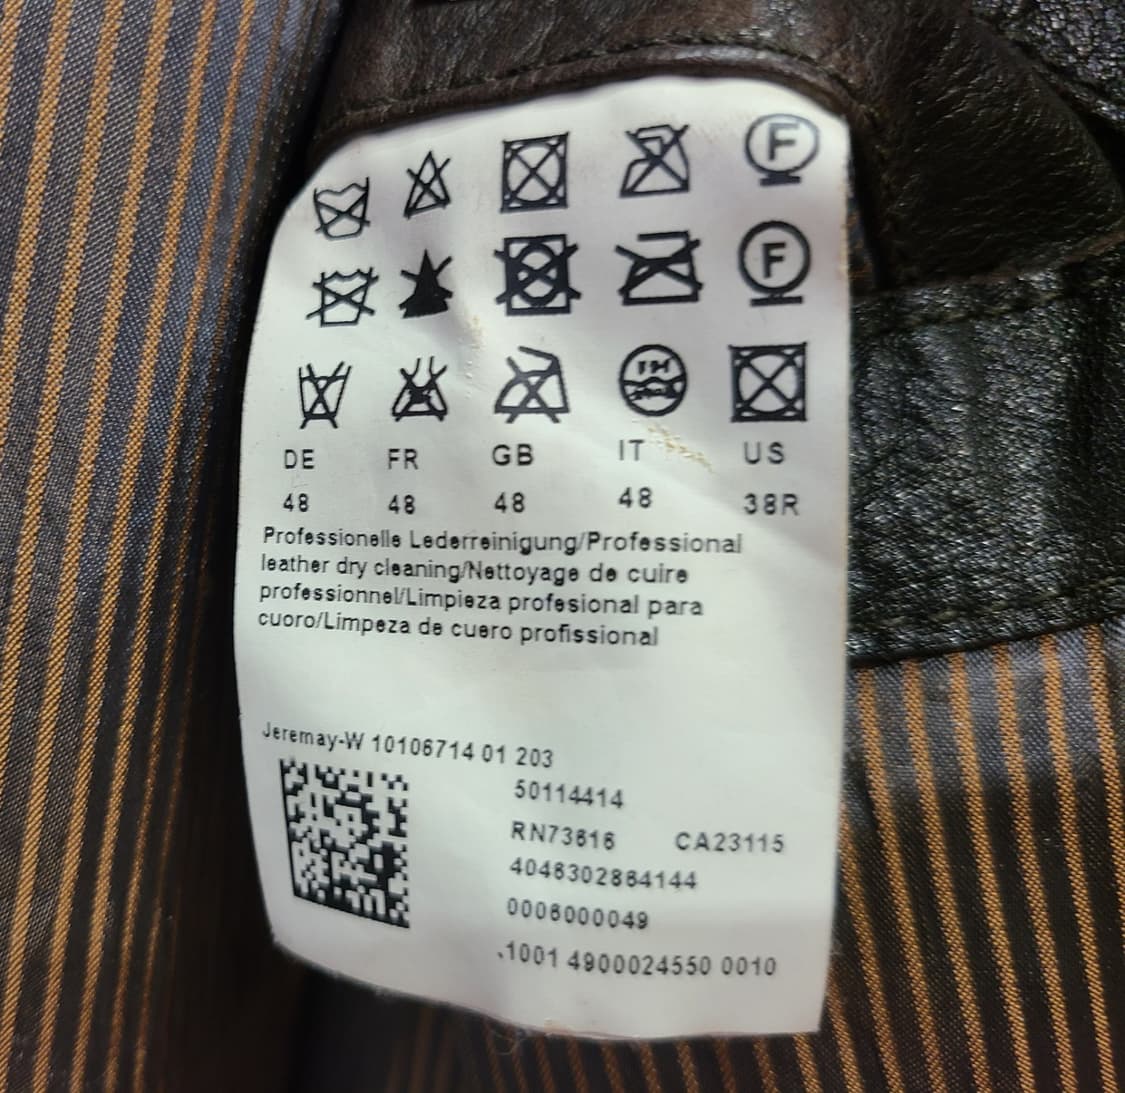 F
F
DE FR GB IT US
48 48 48 48 38R
Professionelle Lederreinigung/Professional
leather dry cleaning/Nettoyage de cuire
professionnel/Limpieza profesional para
cuoro/Limpeza de cuero profissional
Jeremay-W 10106714 01 203
50114414
RN73616 CA23115
4046302864144
0006000049
.1001 4900024550 0010